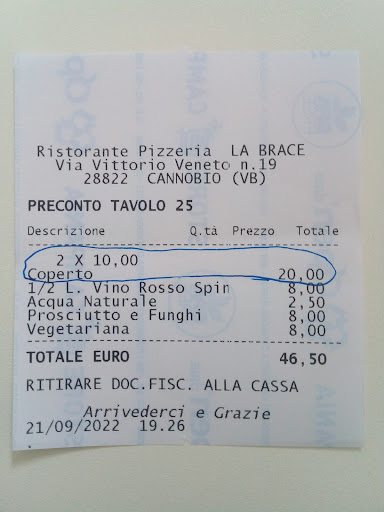 Ristorante Pizzeria LA BRACE
Via Vittorio Veneto n.19
28822 CANNOBIO (VB)
PRECONTO TAVOLO 25
Descrizione Q.tà Prezzo Totale
2 X 10,00
Coperto 20,00
1/2 L. Vino Rosso Spin 8,00
Acqua Naturale 2,50
Prosciutto e Funghi 8,00
Vegetariana 8,00
TOTALE EURO 46,50
RITIRARE DOC.FISC. ALLA CASSA
Arrivederci e Grazie
21/09/2022 19.26